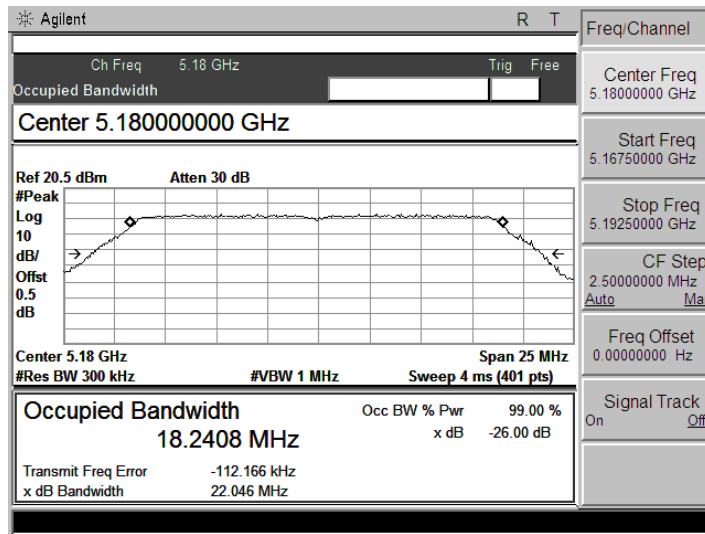 Agilent R T
Ch Freq 5.18 GHz Trig Free
Occupied Bandwidth
Center 5.180000000 GHz
Ref 20.5 dBm Atten 30 dB
#Peak
Log
10
dB/
Offst
0.5
dB
Center 5.18 GHz Span 25 MHz
#Res BW 300 kHz #VBW 1 MHz Sweep 4 ms (401 pts)
Occupied Bandwidth Occ BW % Pwr 99.00 %
18.2408 MHz x dB -26.00 dB
Transmit Freq Error -112.166 kHz
x dB Bandwidth 22.046 MHz
Freq/Channel
Center Freq
5.18000000 GHz
Start Freq
5.16750000 GHz
Stop Freq
5.19250000 GHz
CF Step
2.50000000 MHz
Auto Ma
Freq Offset
0.00000000 Hz
Signal Track
On Off